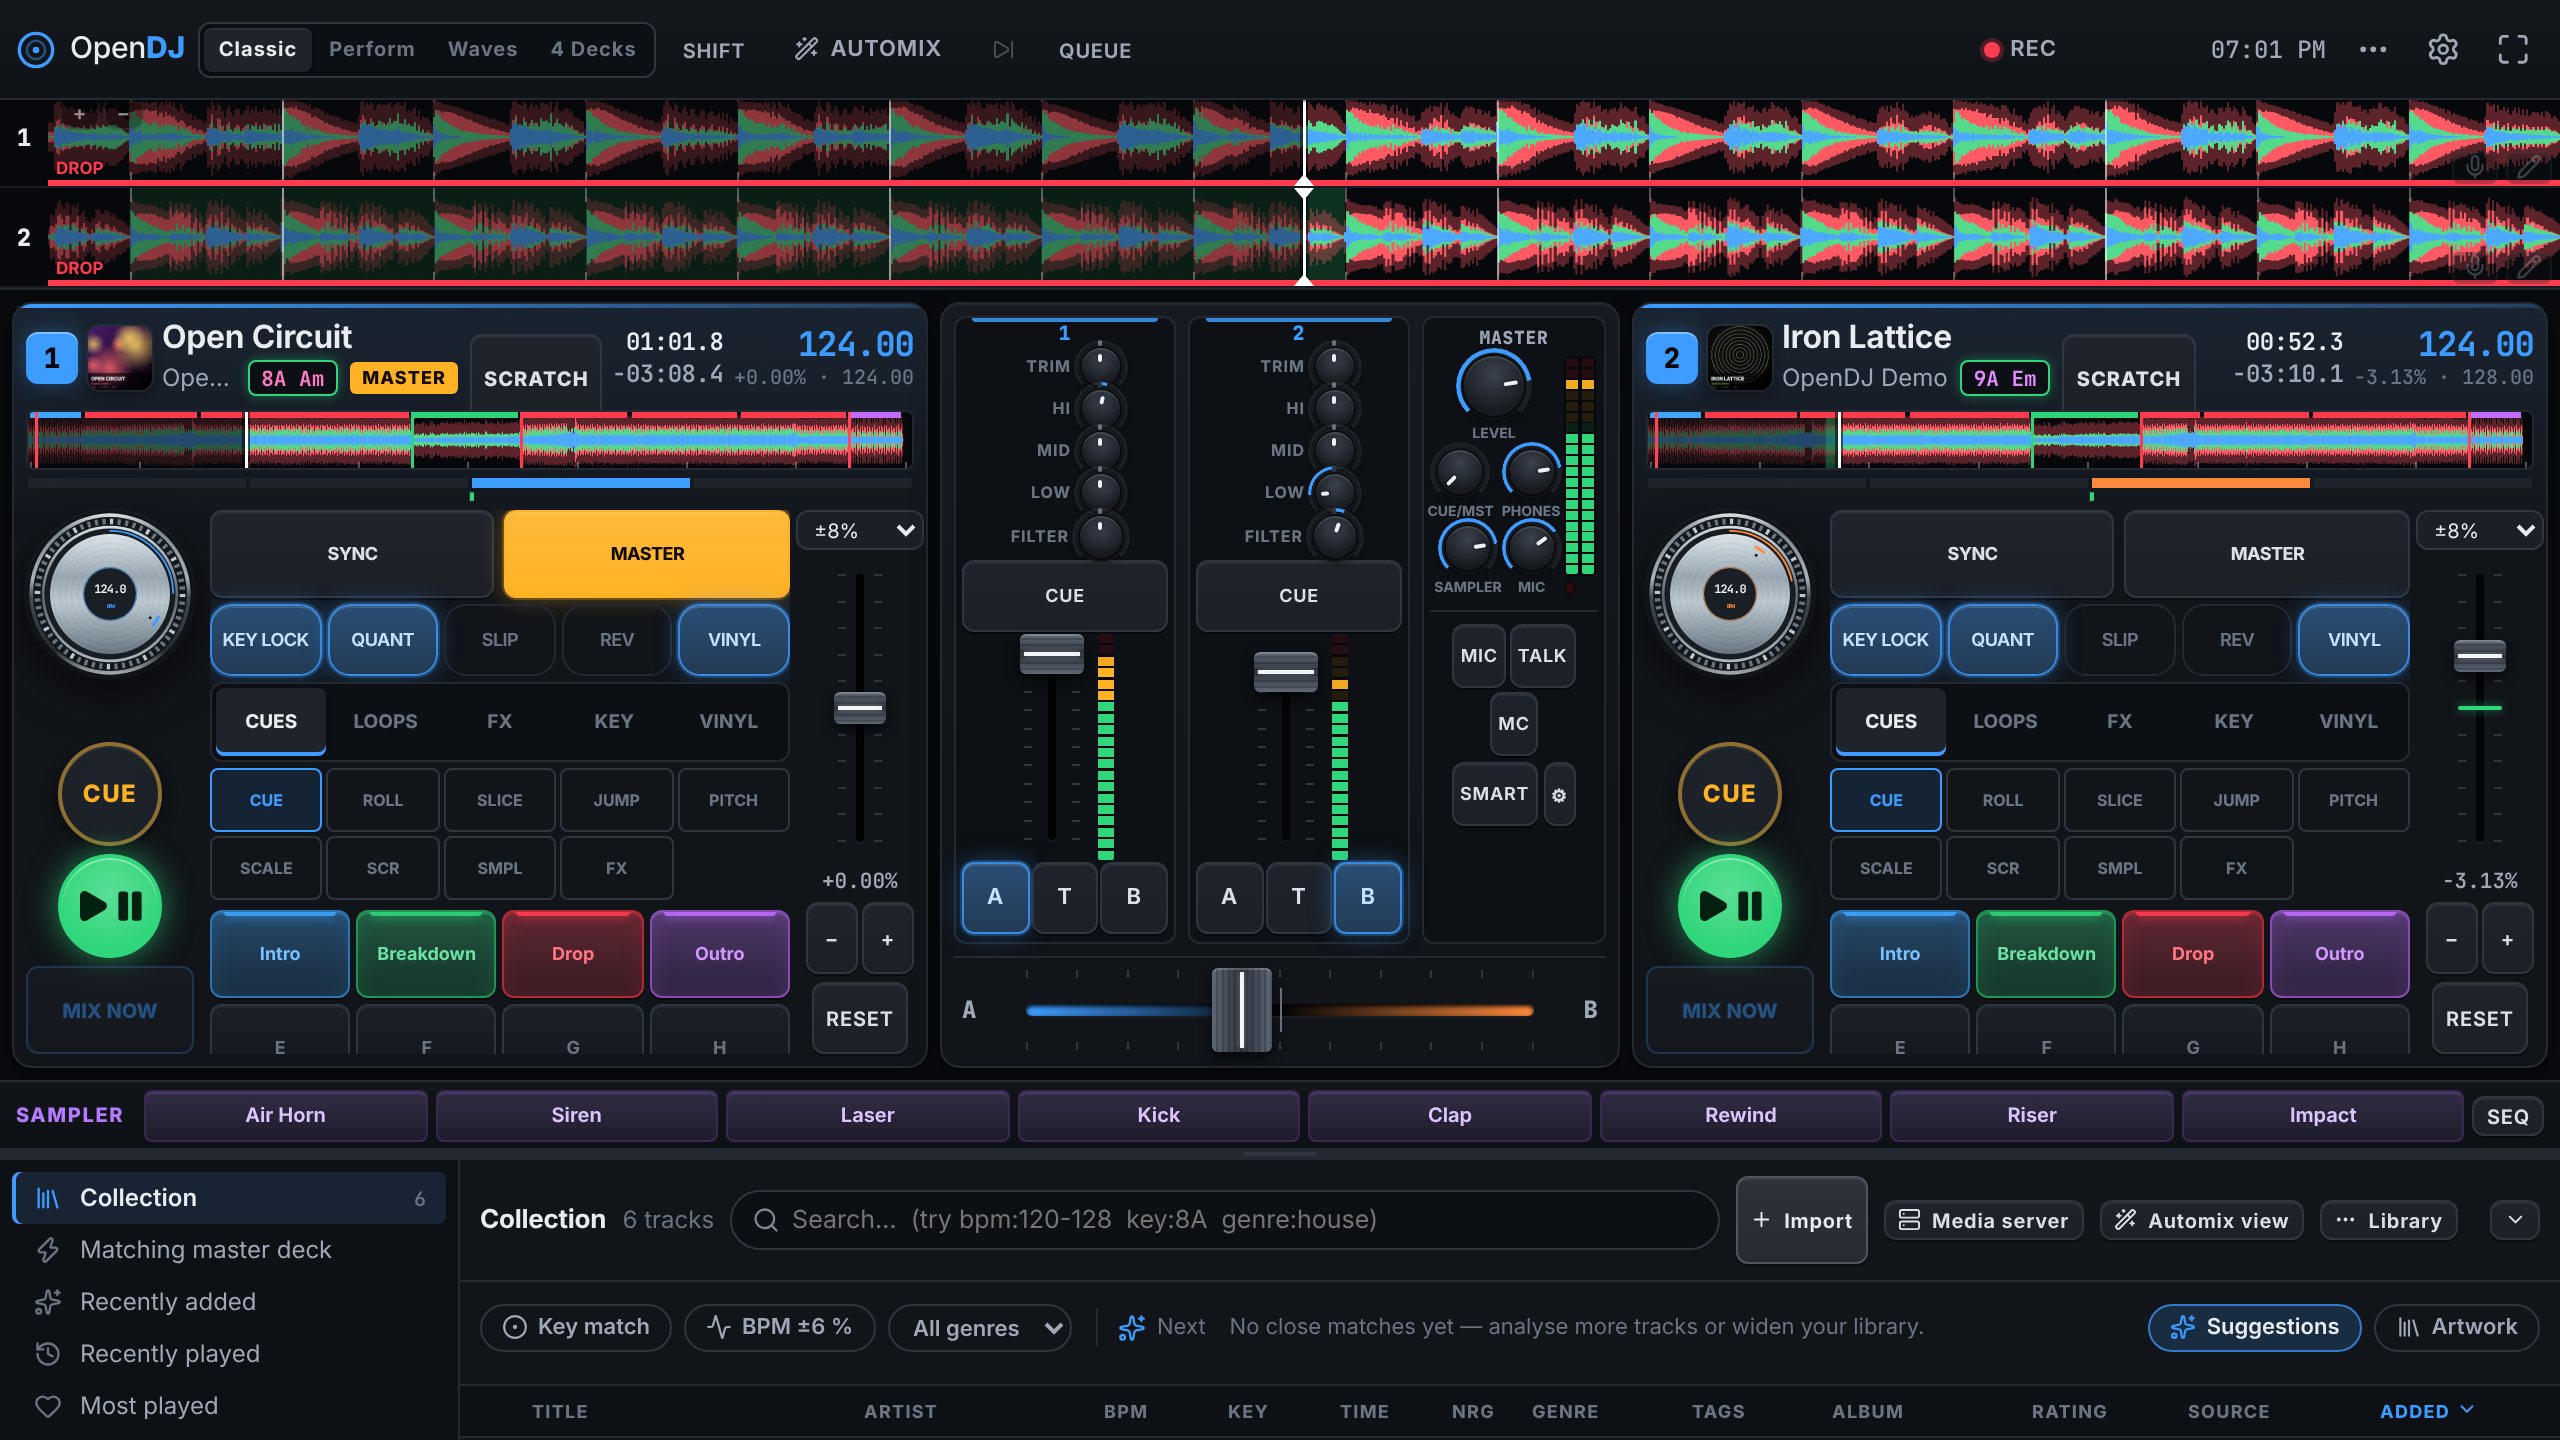 OpenDJ Classic Perform Waves 4 Decks SHIFT AUTOMIX QUEUE REC 07:01 PM
1
DROP
2
DROP
1 Open Circuit SCRATCH 01:01.8 124.00
Ope... 8A Am MASTER -03:08.4 +0.00% · 124.00
124.0
BPM
SYNC MASTER ±8%
KEY LOCK QUANT SLIP REV VINYL
CUES LOOPS FX KEY VINYL
CUE CUE ROLL SLICE JUMP PITCH
SCALE SCR SMPL FX +0.00%
Intro Breakdown Drop Outro - +
MIX NOW E F G H RESET
1 2 MASTER
TRIM TRIM
HI HI
LEVEL
MID MID
LOW LOW
CUE/MST PHONES
FILTER FILTER
SAMPLER MIC
CUE CUE
MIC TALK
MC
SMART
A T B A T B
A B
2 Iron Lattice SCRATCH 00:52.3 124.00
OpenDJ Demo 9A Em -03:10.1 -3.13% · 128.00
124.0
BPM
SYNC MASTER ±8%
KEY LOCK QUANT SLIP REV VINYL
CUES LOOPS FX KEY VINYL
CUE CUE ROLL SLICE JUMP PITCH
SCALE SCR SMPL FX -3.13%
Intro Breakdown Drop Outro - +
MIX NOW E F G H RESET
SAMPLER Air Horn Siren Laser Kick Clap Rewind Riser Impact SEQ
Collection 6
Matching master deck
Recently added
Recently played
Most played
Collection 6 tracks Search... (try bpm:120-128 key:8A genre:house) + Import Media server Automix view Library
Key match BPM ±6 % All genres Next No close matches yet — analyse more tracks or widen your library. Suggestions Artwork
TITLE ARTIST BPM KEY TIME NRG GENRE TAGS ALBUM RATING SOURCE ADDED